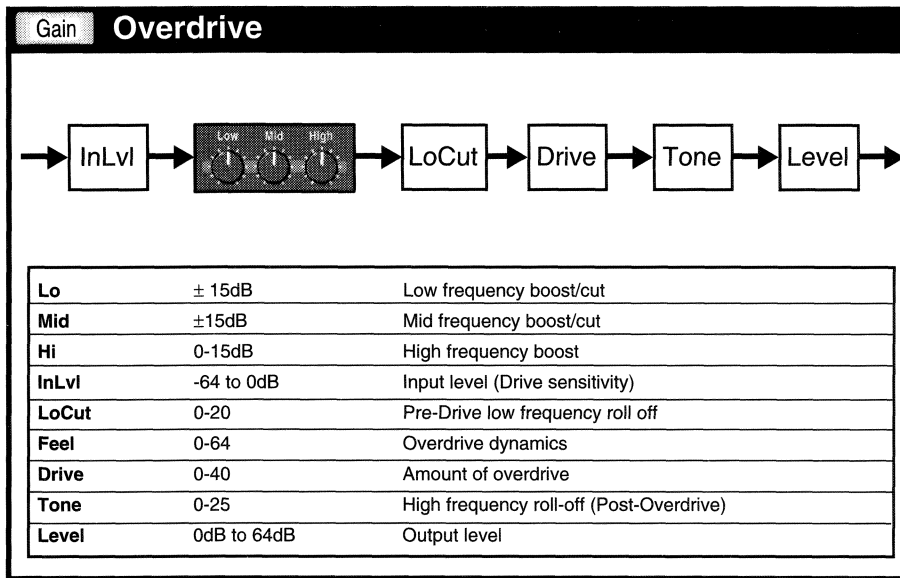 Gain Overdrive
InLvl Low Mid High LoCut Drive Tone Level
Lo ± 15dB Low frequency boost/cut
Mid ±15dB Mid frequency boost/cut
Hi 0-15dB High frequency boost
InLvl -64 to 0dB Input level (Drive sensitivity)
LoCut 0-20 Pre-Drive low frequency roll off
Feel 0-64 Overdrive dynamics
Drive 0-40 Amount of overdrive
Tone 0-25 High frequency roll-off (Post-Overdrive)
Level 0dB to 64dB Output level